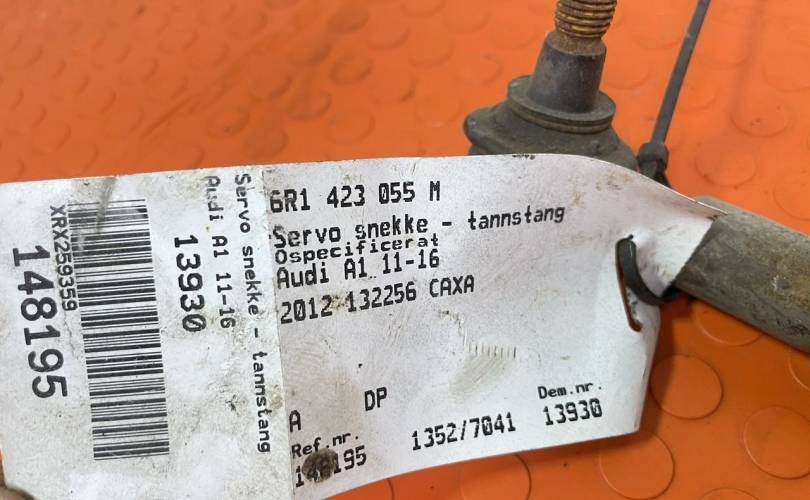 6R1 423 055 M
Servo snekke - tannstang
Ospecificerat
Audi A1 11-16
2012 132256 CAXA
A DP
Ref.nr. Dem.nr.
148195 1352/7041 13930
Servo snekke - tannstang
Audi A1 11-16
13930
XRX259359
148195